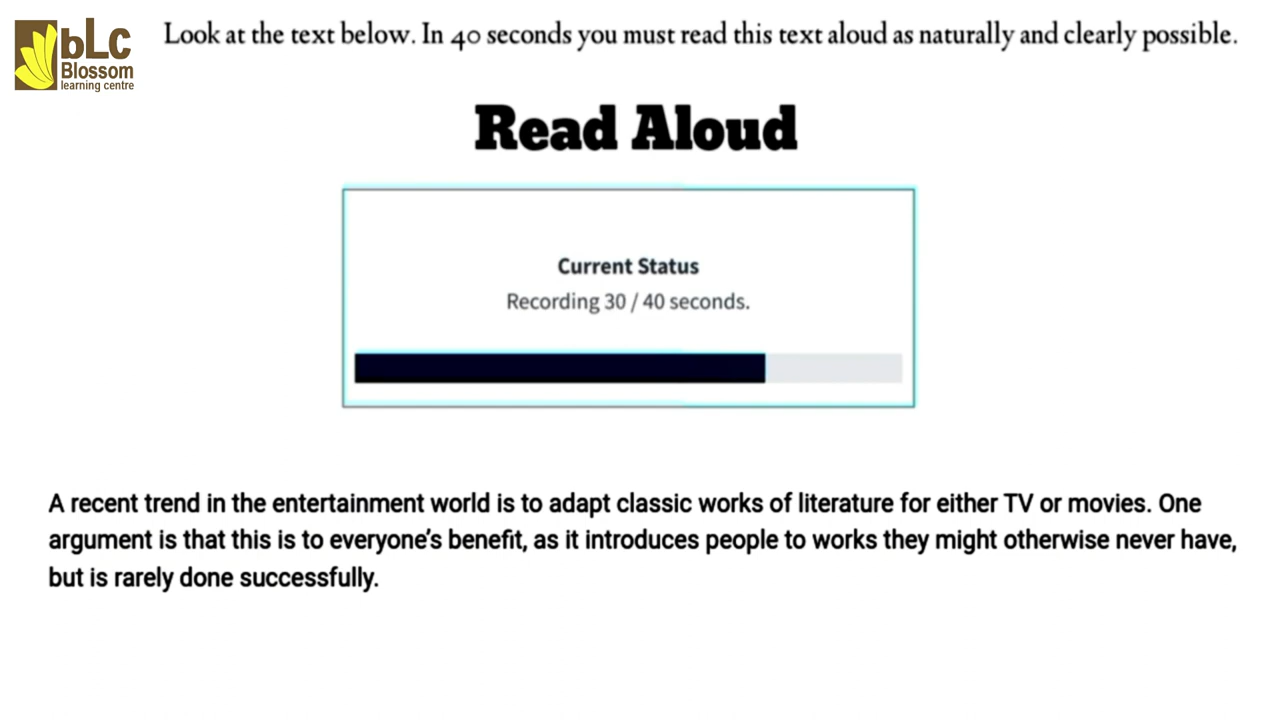 bLc
Blossom
learning centre
Look at the text below. In 40 seconds you must read this text aloud as naturally and clearly possible.
Read Aloud
Current Status
Recording 30 / 40 seconds.
A recent trend in the entertainment world is to adapt classic works of literature for either TV or movies. One
argument is that this is to everyone’s benefit, as it introduces people to works they might otherwise never have,
but is rarely done successfully.